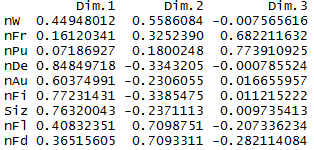 Dim.1 Dim.2 Dim.3
nW 0.44948012 0.5586084 -0.007565616
nFr 0.16120341 0.3252390 0.682211632
nPu 0.07186927 0.1800248 0.773910925
nDe 0.84849718 -0.3343205 -0.000785524
nAu 0.60374991 -0.2306055 0.016655957
nFi 0.77231431 -0.3385475 0.011215222
Siz 0.76320043 -0.2371113 0.009735413
nFl 0.40832351 0.7098751 -0.207336234
nFd 0.36515605 0.7093311 -0.282114084